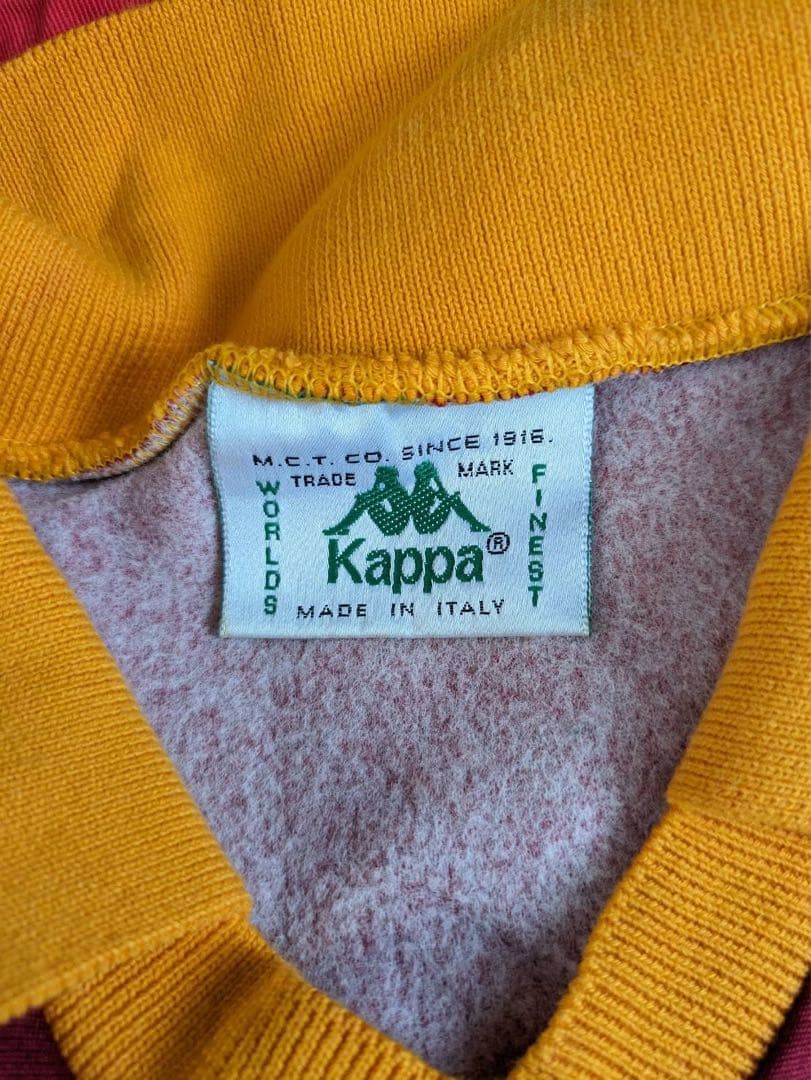 M.C.T. CO. SINCE 1916.
TRADE MARK
WORLDS
FINEST
Kappa®
MADE IN ITALY